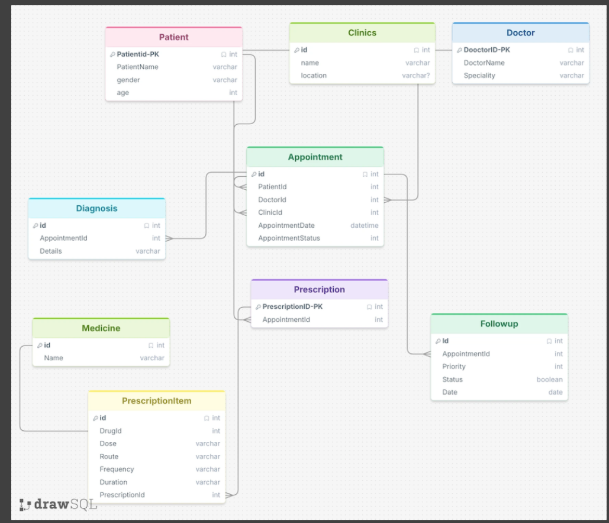 Patient
Patientid-PK int
PatientName varchar
gender varchar
age int
Clinics
id int
name varchar
location varchar?
Doctor
DooctorID-PK int
DoctorName varchar
Speciality varchar
Appointment
id int
PatientId int
DoctorId int
ClinicId int
AppointmentDate datetime
AppointmentStatus int
Diagnosis
id int
AppointmentId int
Details varchar
Prescription
PrescriptionID-PK int
AppointmentId int
Medicine
id int
Name varchar
Followup
Id int
AppointmentId int
Priority int
Status boolean
Date date
PrescriptionItem
id int
DrugId int
Dose varchar
Route varchar
Frequency varchar
Duration varchar
PrescriptionId int
drawSQL